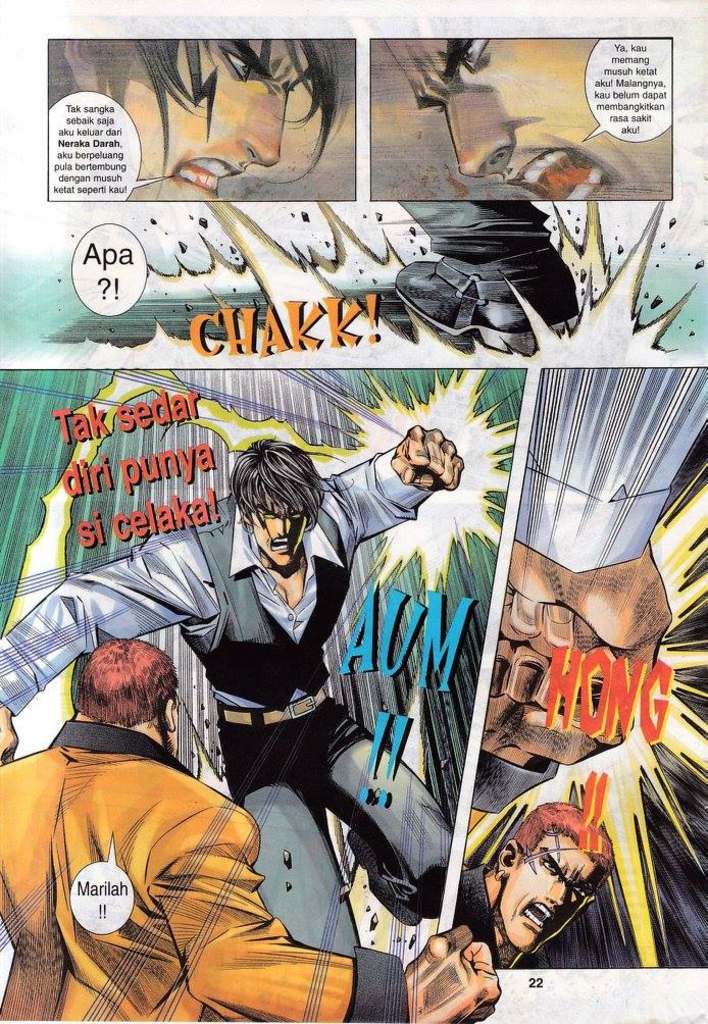 Tak sangka
sebaik saja
aku keluar dari
Neraka Darah,
aku berpeluang
pula bertembung
dengan musuh
ketat seperti kau!
Ya, kau
memang
musuh ketat
aku! Malangnya,
kau belum dapat
membangkitkan
rasa sakit
aku!
Apa
?!
CHAKK!
Tak sedar
diri punya
si celaka!
AUM
!!
HONG
!!
Marilah
!!
22